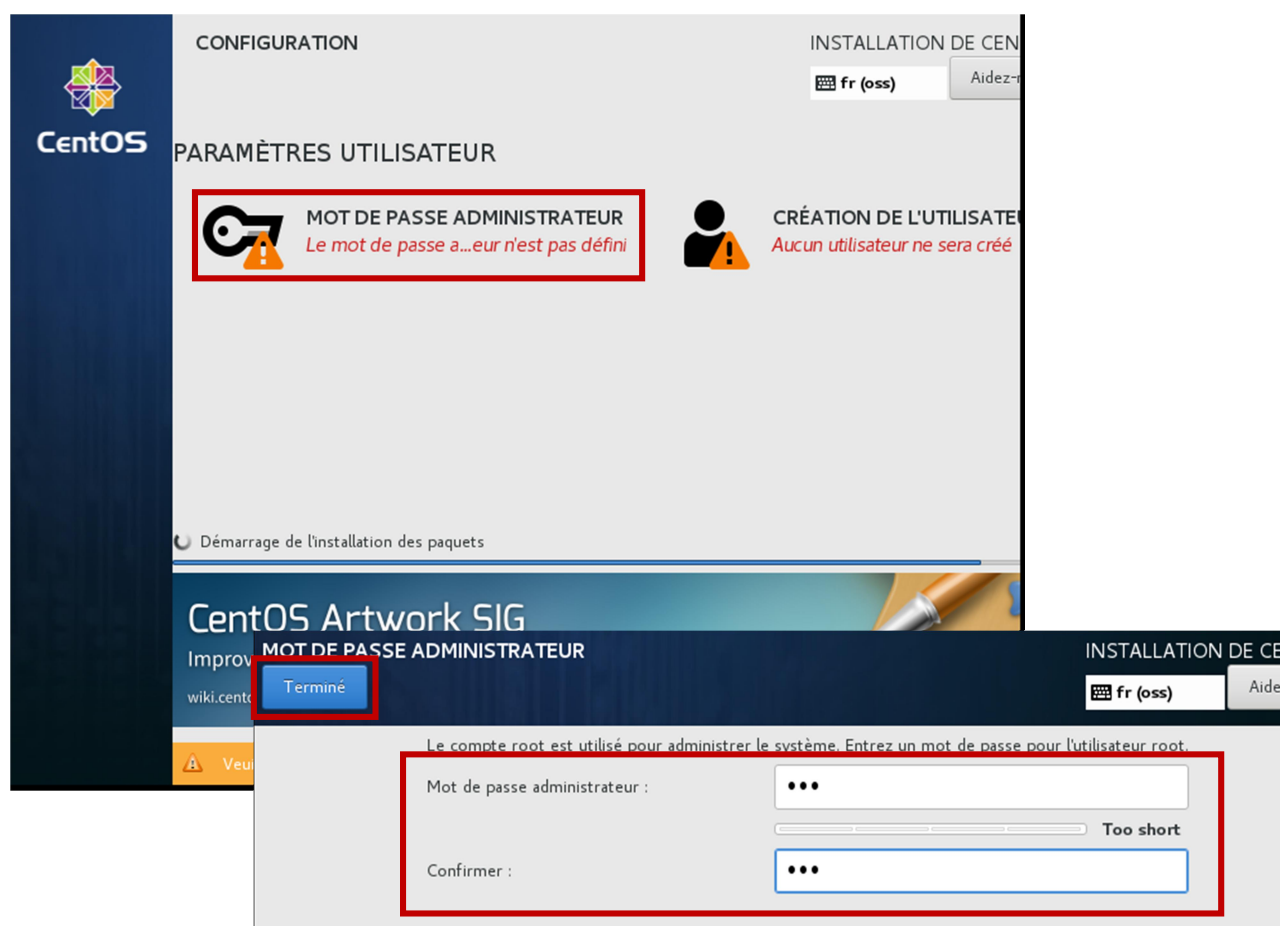 CONFIGURATION
INSTALLATION DE CEN
fr (oss)
Aidez-
CentOS
PARAMÈTRES UTILISATEUR
MOT DE PASSE ADMINISTRATEUR
Le mot de passe a...eur n'est pas défini
CRÉATION DE L'UTILISATEU
Aucun utilisateur ne sera créé
Démarrage de l'installation des paquets
CentOS Artwork SIG
Improv
wiki.cento
Veui
MOT DE PASSE ADMINISTRATEUR
INSTALLATION DE CE
Terminé
fr (oss)
Aide
Le compte root est utilisé pour administrer le système. Entrez un mot de passe pour l'utilisateur root.
Mot de passe administrateur :
•••
Too short
Confirmer :
•••